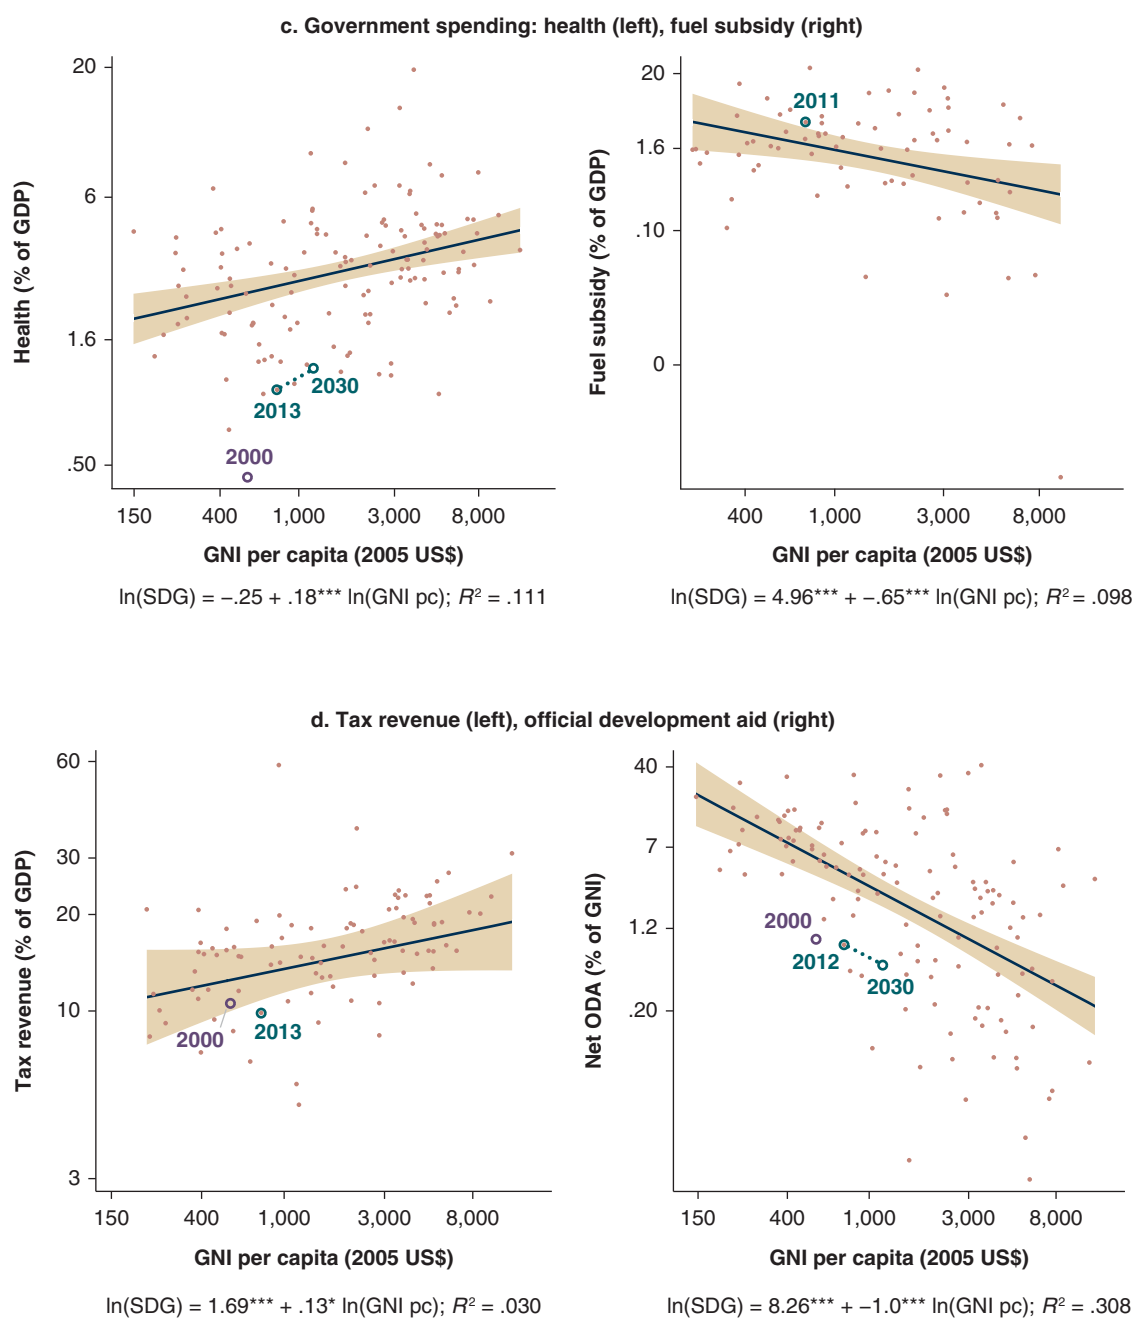 c. Government spending: health (left), fuel subsidy (right)
Health (% of GDP)
20
6
1.6
.50
2000
2013
2030
150 400 1,000 3,000 8,000
GNI per capita (2005 US$)
ln(SDG) = −.25 + .18*** ln(GNI pc); R² = .111
Fuel subsidy (% of GDP)
20
1.6
.10
0
2011
400 1,000 3,000 8,000
GNI per capita (2005 US$)
ln(SDG) = 4.96*** + −.65*** ln(GNI pc); R² = .098
d. Tax revenue (left), official development aid (right)
Tax revenue (% of GDP)
60
30
20
10
3
2000
2013
150 400 1,000 3,000 8,000
GNI per capita (2005 US$)
ln(SDG) = 1.69*** + .13* ln(GNI pc); R² = .030
Net ODA (% of GNI)
40
7
1.2
.20
2000
2012
2030
150 400 1,000 3,000 8,000
GNI per capita (2005 US$)
ln(SDG) = 8.26*** + −1.0*** ln(GNI pc); R² = .308